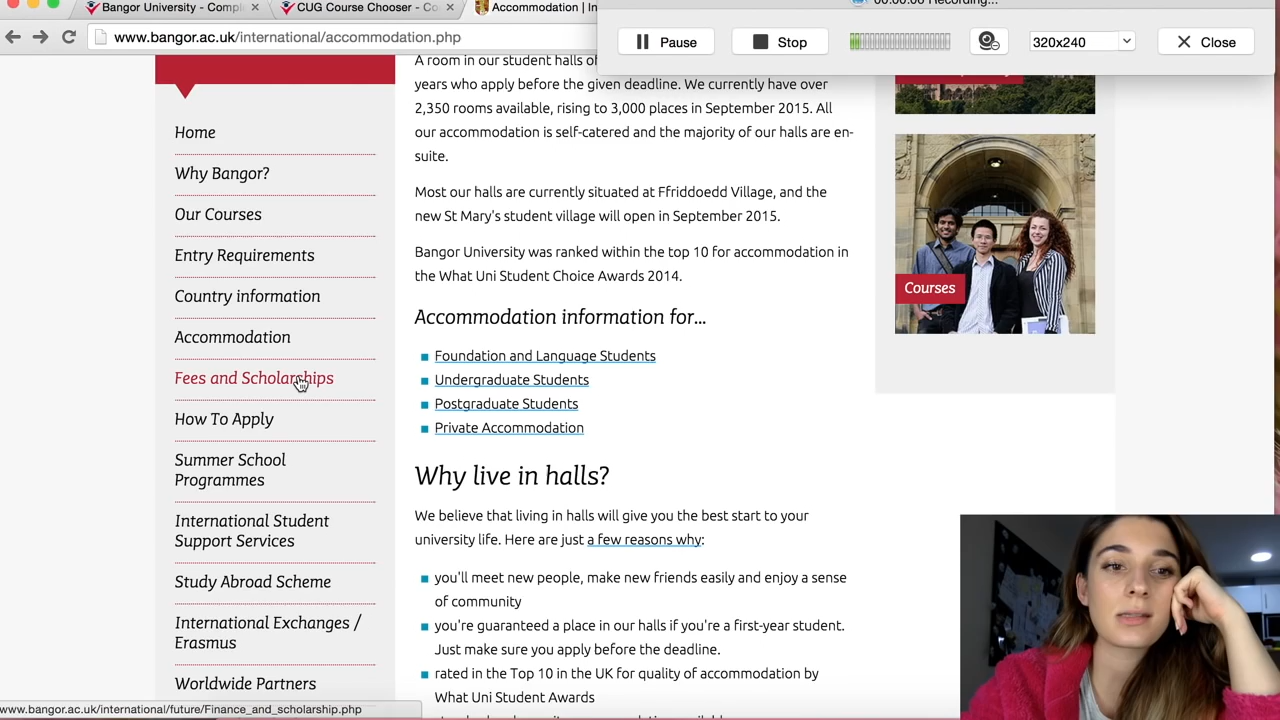 Bangor University - Compl
CUG Course Chooser - Co
Accommodation | In
00:00:06 Recording...
www.bangor.ac.uk/international/accommodation.php
Pause
Stop
320x240
Close
Home
Why Bangor?
Our Courses
Entry Requirements
Country information
Accommodation
Fees and Scholarships
How To Apply
Summer School
Programmes
International Student
Support Services
Study Abroad Scheme
International Exchanges /
Erasmus
Worldwide Partners
www.bangor.ac.uk/international/future/Finance_and_scholarship.php
A room in our student halls of
years who apply before the given deadline. We currently have over
2,350 rooms available, rising to 3,000 places in September 2015. All
our accommodation is self-catered and the majority of our halls are en-
suite.
Most our halls are currently situated at Ffriddoedd Village, and the
new St Mary's student village will open in September 2015.
Bangor University was ranked within the top 10 for accommodation in
the What Uni Student Choice Awards 2014.
Accommodation information for...
Foundation and Language Students
Undergraduate Students
Postgraduate Students
Private Accommodation
Why live in halls?
We believe that living in halls will give you the best start to your
university life. Here are just a few reasons why:
you'll meet new people, make new friends easily and enjoy a sense
of community
you're guaranteed a place in our halls if you're a first-year student.
Just make sure you apply before the deadline.
rated in the Top 10 in the UK for quality of accommodation by
What Uni Student Awards
Courses